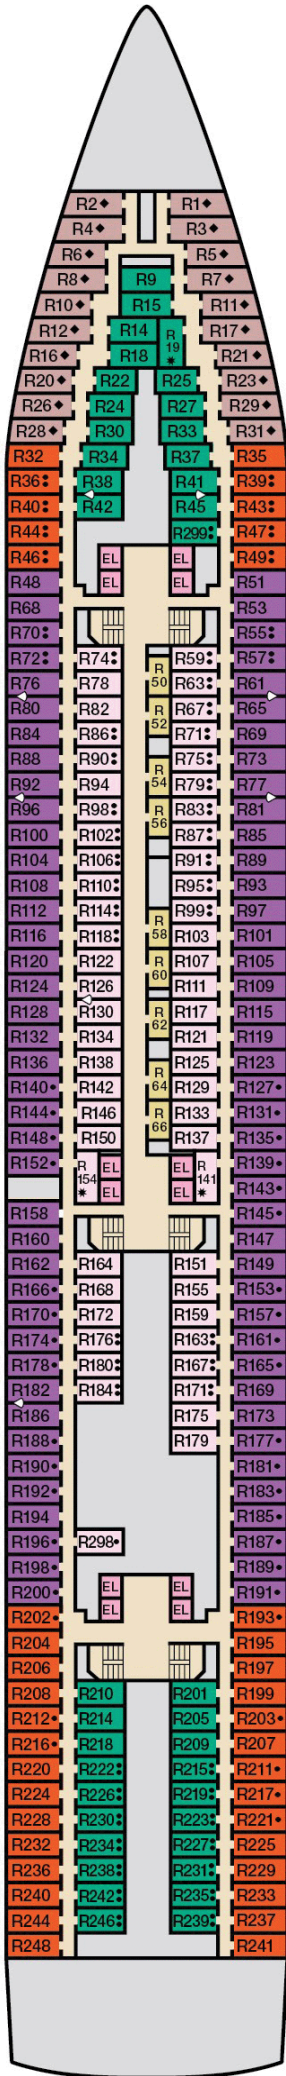 R2◆ R1◆
R4◆ R3◆
R6◆ R5◆
R8◆ R9 R7◆
R10◆ R15 R11◆
R12◆ R14 R 19✷ R17◆
R16◆ R18 R21◆
R20◆ R22 R25 R23◆
R26◆ R24 R27 R29◆
R28◆ R30 R33 R31◆
R32 R34 R37 R35
R36: R38 R41 R39:
R40: R42 R45 R43:
R44: R299: R47:
R46: EL EL R49:
R48 EL EL R51
R68 R53
R70: R55:
R72: R74: R 50 R59: R57:
R76 R78 R63: R61
R80 R82 R 52 R67: R65
R84 R86: R71: R69
R88 R90: R75: R73
R92 R94 R 54 R79: R77
R96 R98: R 56 R83: R81
R100 R102: R87: R85
R104 R106: R91: R89
R108 R110: R95: R93
R112 R114: R99: R97
R116 R118: R 58 R103 R101
R120 R122 R 60 R107 R105
R124 R126 R111 R109
R128 R130 R 62 R117 R115
R132 R134 R121 R119
R136 R138 R125 R123
R140• R142 R 64 R129 R127•
R144• R146 R 66 R133 R131•
R148• R150 R137 R135•
R152• R 154✷ EL EL R 141✷ R139•
EL EL R143•
R158 R145•
R160 R147
R162 R164 R151 R149
R166• R168 R155 R153•
R170• R172 R159 R157•
R174• R176: R163: R161•
R178• R180: R167: R165•
R182 R184: R171: R169
R186 R175 R173
R188• R179 R177•
R190• R181•
R192• R183•
R194 R185•
R196• R298• R187•
R198• R189•
R200• EL EL R191•
R202• EL EL R193•
R204 R195
R206 R197
R208 R210 R201 R199
R212• R214 R205 R203•
R216• R218 R209 R207
R220 R222: R215: R211•
R224 R226: R219: R217•
R228 R230: R223: R221•
R232 R234: R227: R225
R236 R238: R231: R229
R240 R242: R235: R233
R244 R246: R239: R237
R248 R241